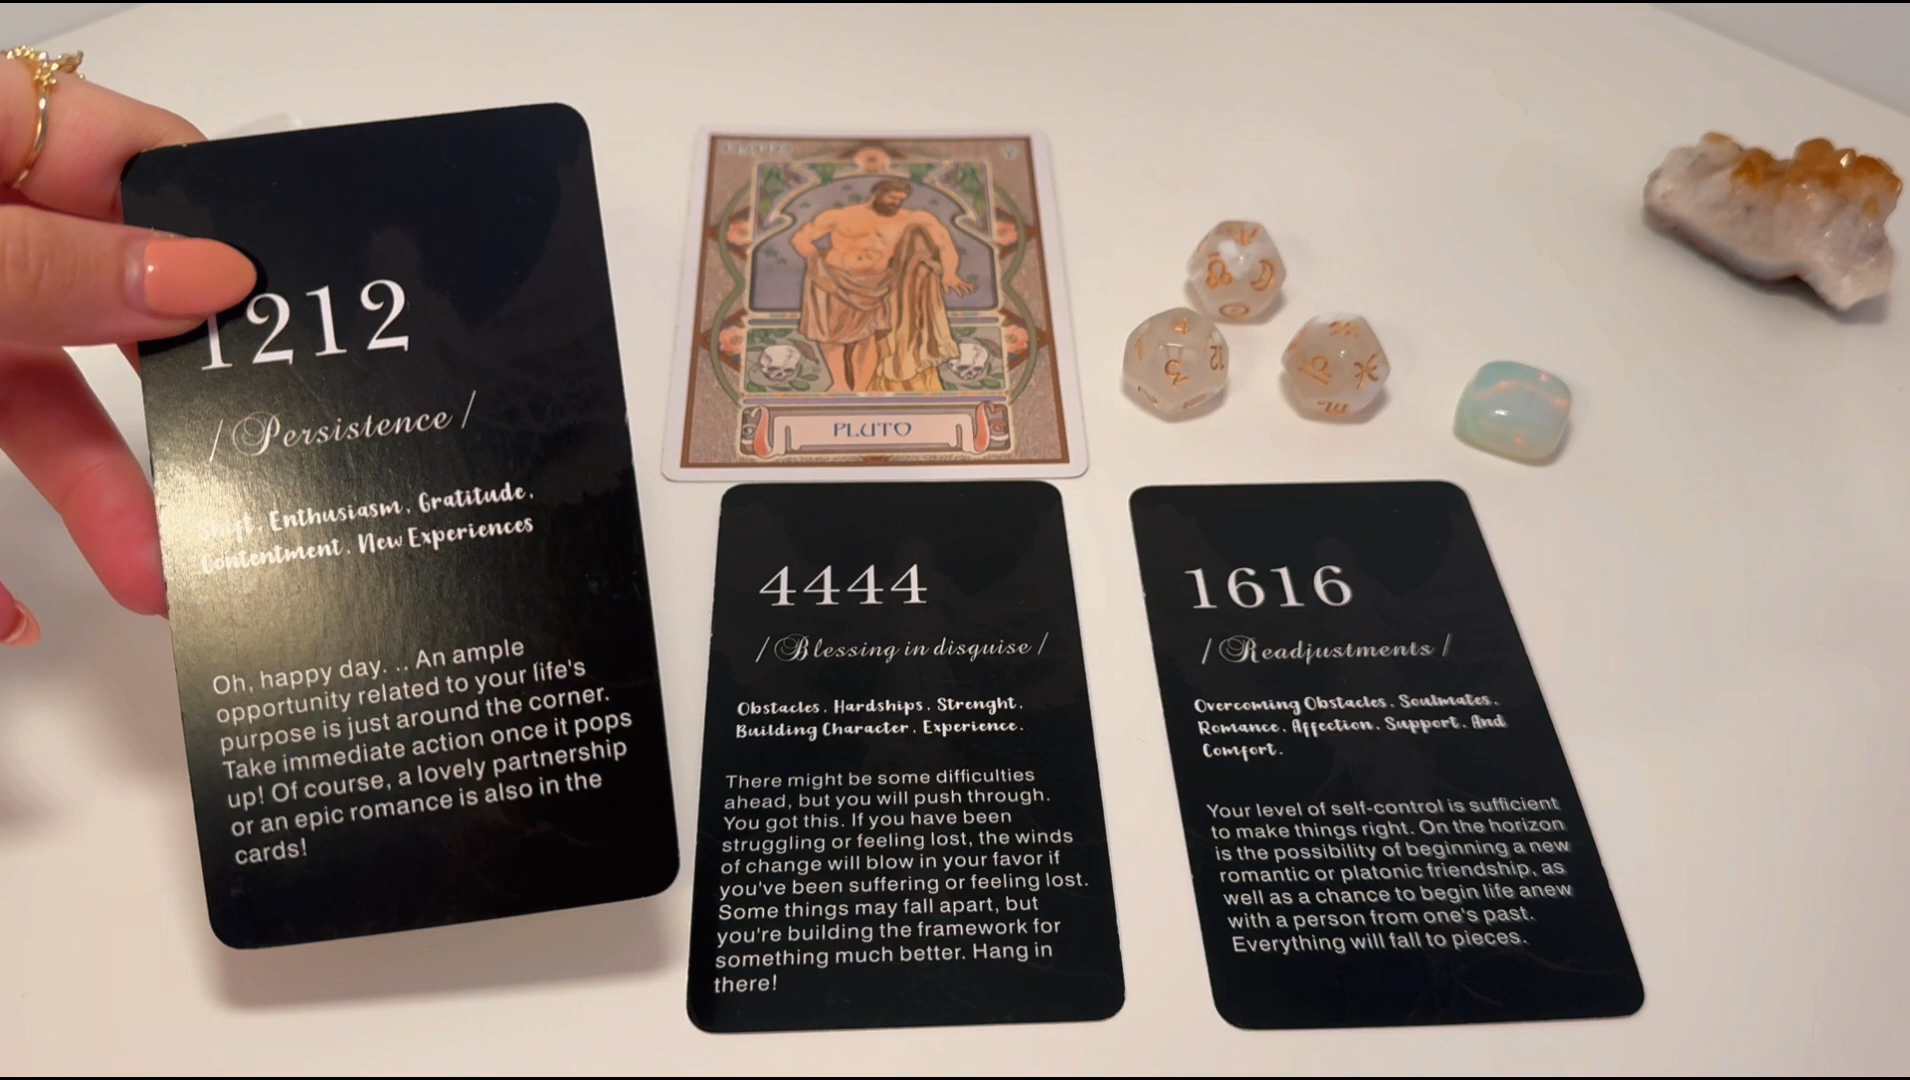 1212
/ Persistence /
Shift. Enthusiasm. Gratitude.
Contentment. New Experiences
Oh, happy day. .. An ample
opportunity related to your life's
purpose is just around the corner.
Take immediate action once it pops
up! Of course, a lovely partnership
or an epic romance is also in the
cards!
PLUTO
4444
/ Blessing in disguise /
Obstacles. Hardships. Strenght.
Building Character. Experience.
There might be some difficulties
ahead, but you will push through.
You got this. If you have been
struggling or feeling lost, the winds
of change will blow in your favor if
you've been suffering or feeling lost.
Some things may fall apart, but
you're building the framework for
something much better. Hang in
there!
1616
/ Readjustments /
Overcoming Obstacles. Soulmates.
Romance. Affection. Support. And
Comfort.
Your level of self-control is sufficient
to make things right. On the horizon
is the possibility of beginning a new
romantic or platonic friendship, as
well as a chance to begin life anew
with a person from one's past.
Everything will fall to pieces.
5
12